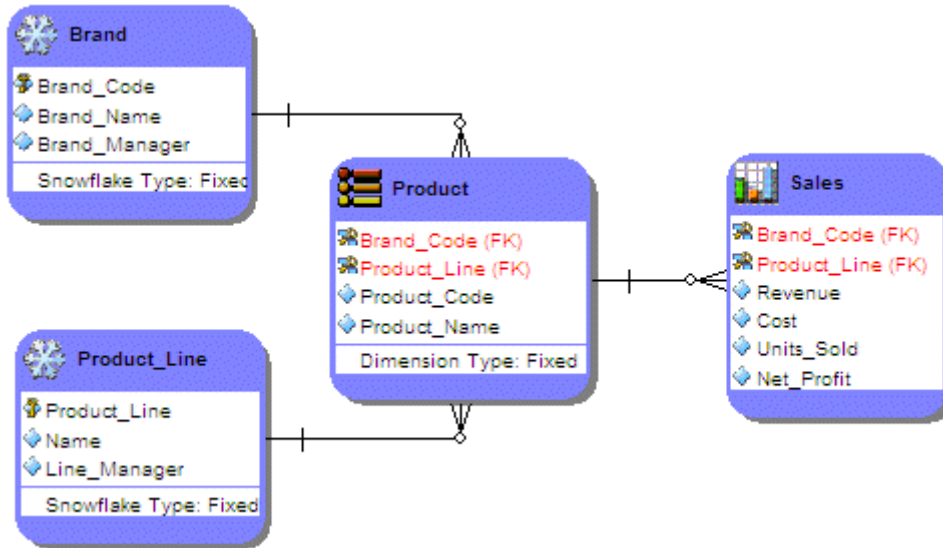 Brand
Brand_Code
Brand_Name
Brand_Manager
Snowflake Type: Fixed
Product_Line
Product_Line
Name
Line_Manager
Snowflake Type: Fixed
Product
Brand_Code (FK)
Product_Line (FK)
Product_Code
Product_Name
Dimension Type: Fixed
Sales
Brand_Code (FK)
Product_Line (FK)
Revenue
Cost
Units_Sold
Net_Profit